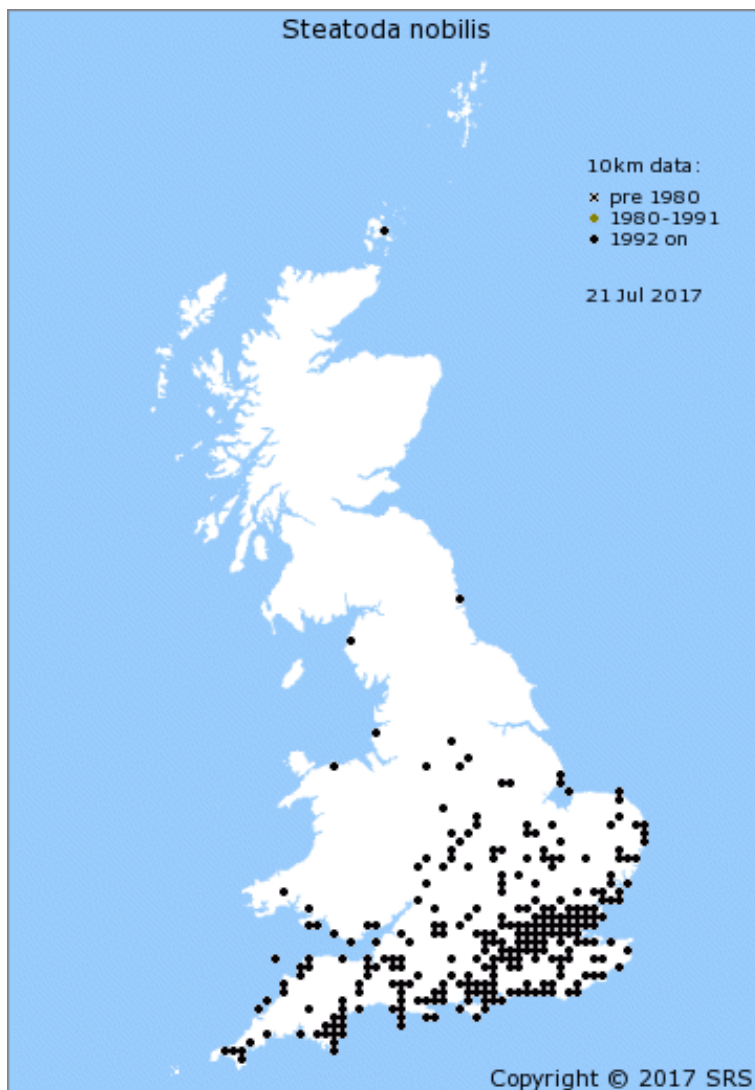 Steatoda nobilis
10km data:
pre 1980
1980-1991
1992 on
21 Jul 2017
Copyright © 2017 SRS